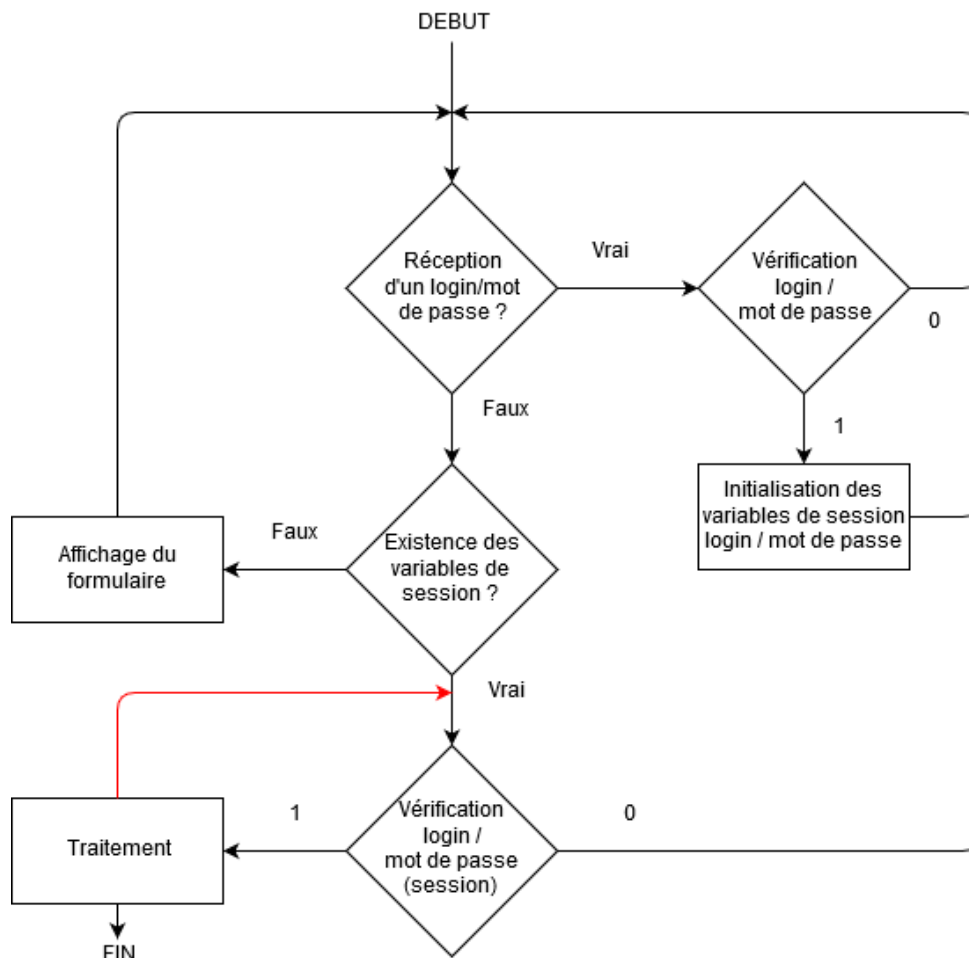 DEBUT
Réception
d'un login/mot
de passe ?
Vrai
Vérification
login /
mot de passe
0
Faux
1
Initialisation des
variables de session
login / mot de passe
Affichage du
formulaire
Faux
Existence des
variables de
session ?
Vrai
Traitement
1
Vérification
login /
mot de passe
(session)
0
FIN